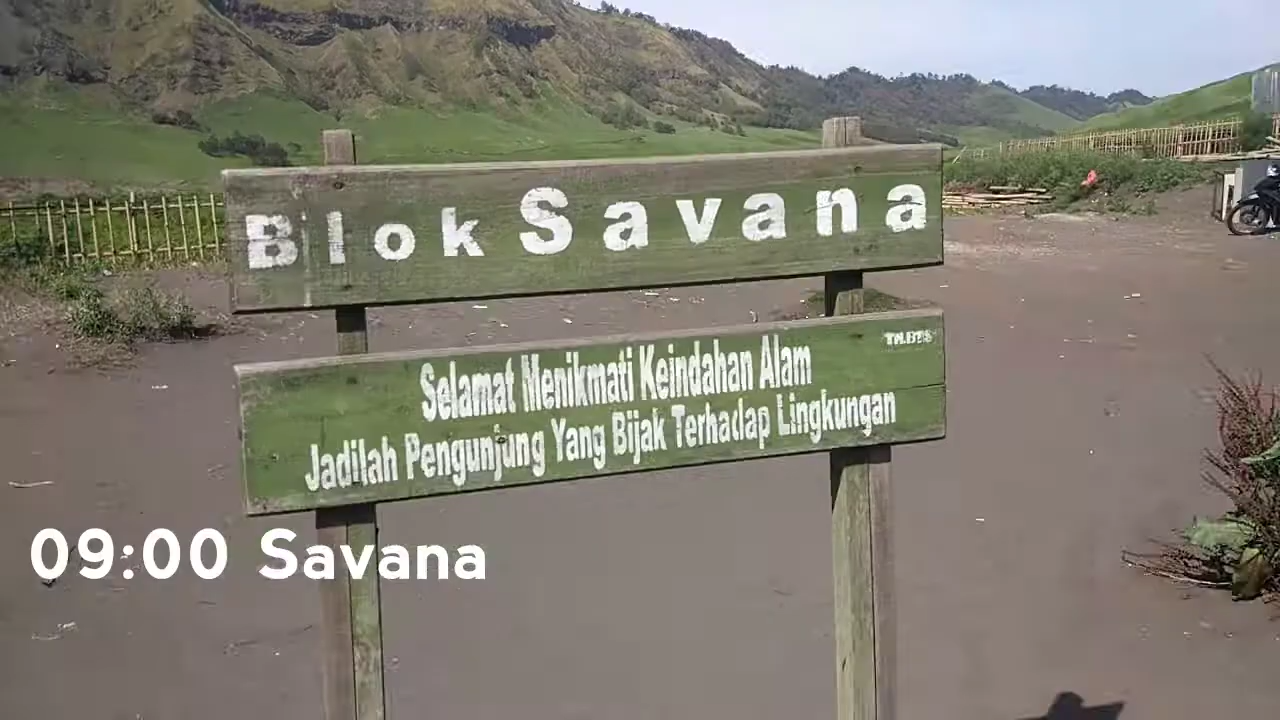 Blok Savana
TN.BTS
Selamat Menikmati Keindahan Alam
Jadilah Pengunjung Yang Bijak Terhadap Lingkungan
09:00 Savana